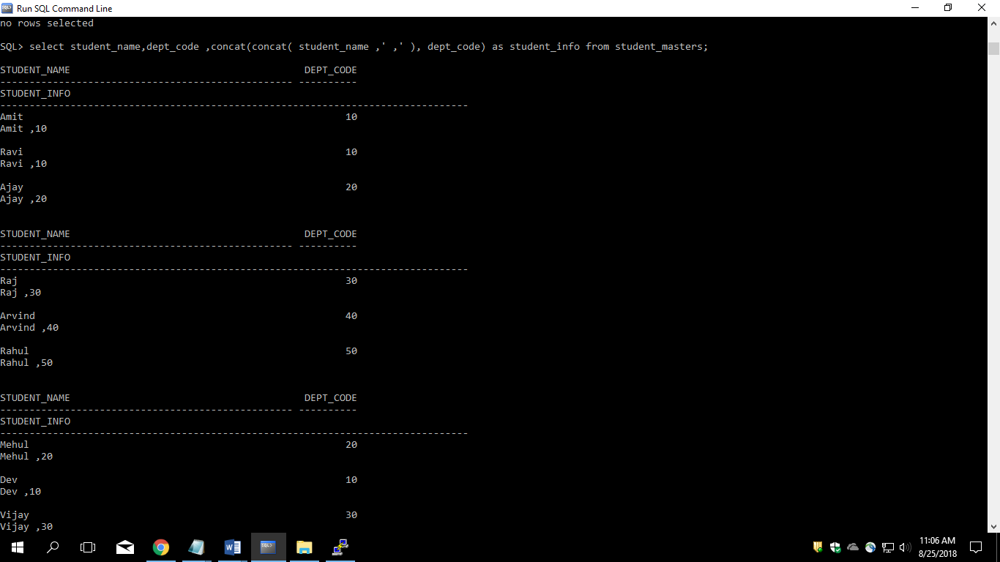 Run SQL Command Line
no rows selected
SQL> select student_name,dept_code ,concat(concat( student_name ,' ,' ), dept_code) as student_info from student_masters;
STUDENT_NAME                                       DEPT_CODE
-------------------------------------------------- ----------
STUDENT_INFO
--------------------------------------------------------------------------------
Amit                                                       10
Amit ,10
Ravi                                                       10
Ravi ,10
Ajay                                                       20
Ajay ,20
STUDENT_NAME                                       DEPT_CODE
-------------------------------------------------- ----------
STUDENT_INFO
--------------------------------------------------------------------------------
Raj                                                        30
Raj ,30
Arvind                                                     40
Arvind ,40
Rahul                                                      50
Rahul ,50
STUDENT_NAME                                       DEPT_CODE
-------------------------------------------------- ----------
STUDENT_INFO
--------------------------------------------------------------------------------
Mehul                                                      20
Mehul ,20
Dev                                                        10
Dev ,10
Vijay                                                      30
Vijay ,30
11:06 AM
8/25/2018